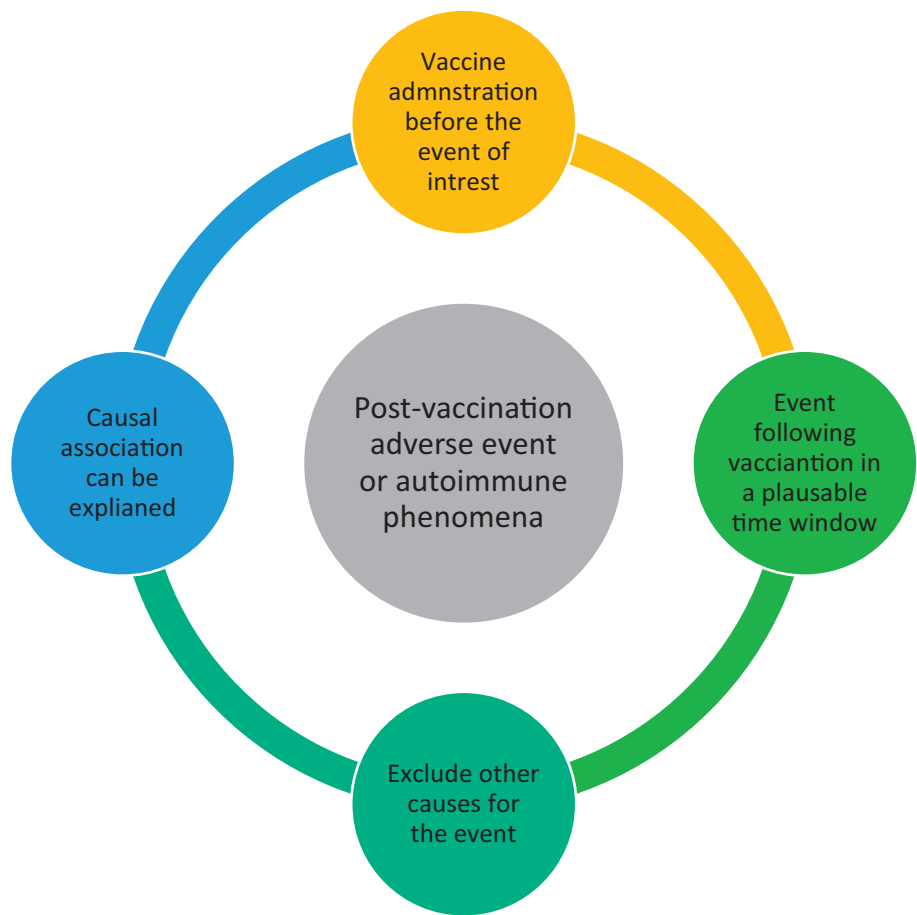 Vaccine
admnstration
before the
event of
intrest
Event
following
vacciantion in
a plausable
time window
Exclude other
causes for
the event
Causal
association
can be
explianed
Post-vaccination
adverse event
or autoimmune
phenomena